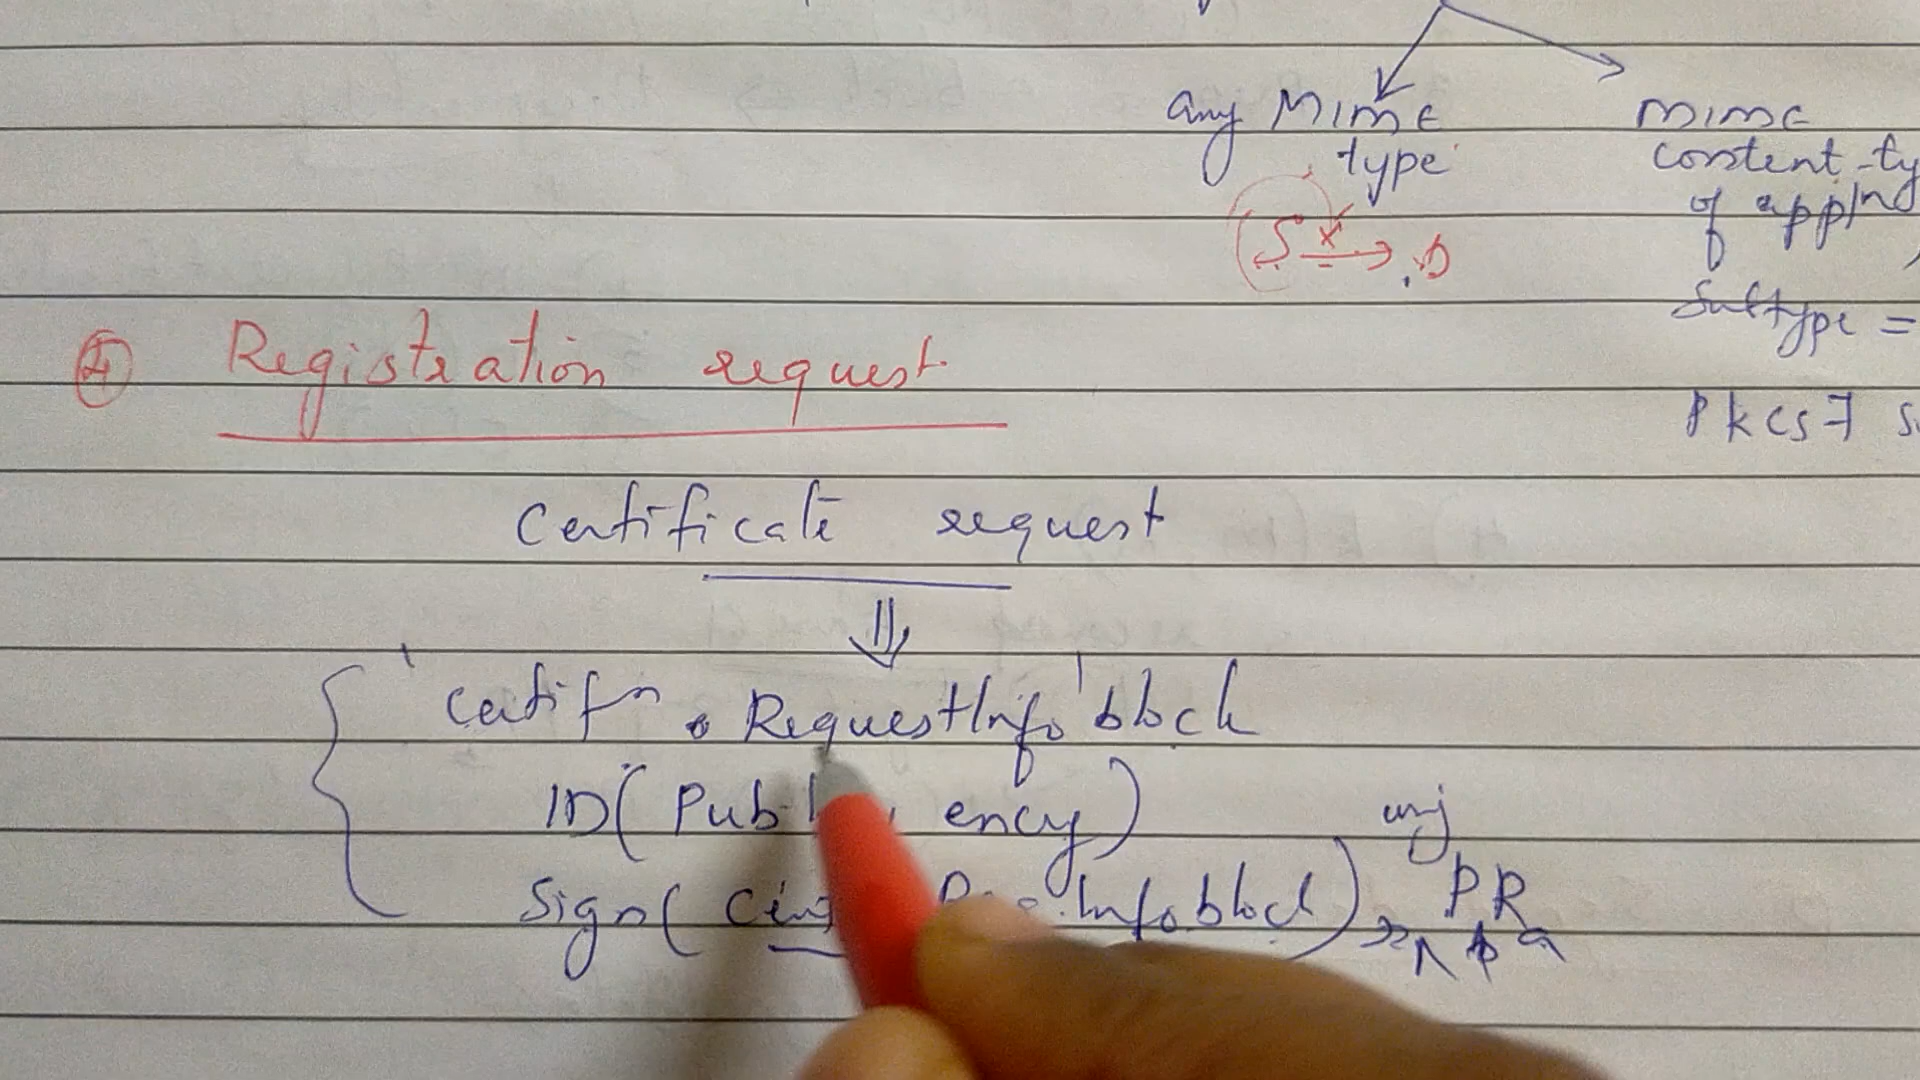 any MIME
type
MIME
content-ty
of appln
Subtype =
PKCS7 S
S x → D
④ Registration request
Certificate request
⇓
'Certifn RequestInfo' block
ID( Pub ency)
Sign( Info block) PR